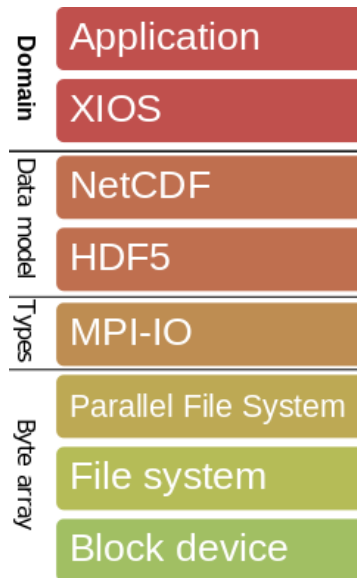 Domain
Application
XIOS
Data model
NetCDF
HDF5
Types
MPI-IO
Byte array
Parallel File System
File system
Block device